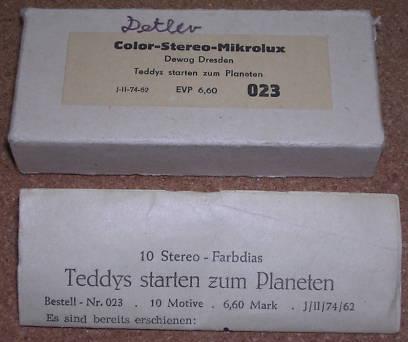 Detlev
Color-Stereo-Mikrolux
Dewag Dresden
Teddys starten zum Planeten
J-II-74-62 EVP 6,60 023
10 Stereo - Farbdias
Teddys starten zum Planeten
Bestell - Nr. 023 . 10 Motive . 6,60 Mark . J/II/74/62
Es sind bereits erschienen: